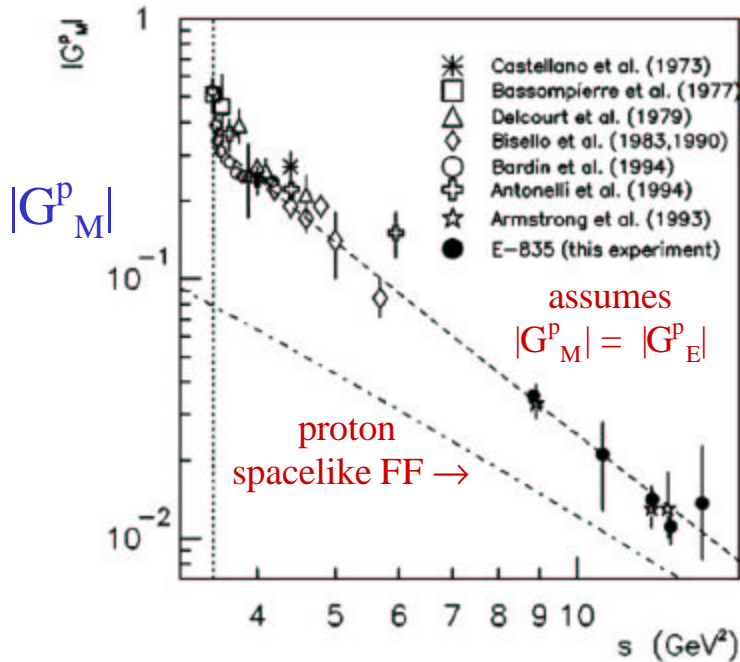 |G^p_M|
1
10^-1
10^-2
|G^p_M|
Castellano et al. (1973)
Bassompierre et al. (1977)
Delcourt et al. (1979)
Bisello et al. (1983,1990)
Bardin et al. (1994)
Antonelli et al. (1994)
Armstrong et al. (1993)
E-835 (this experiment)
assumes
|G^p_M| = |G^p_E|
proton
spacelike FF →
4 5 6 7 8 9 10
s (GeV^2)